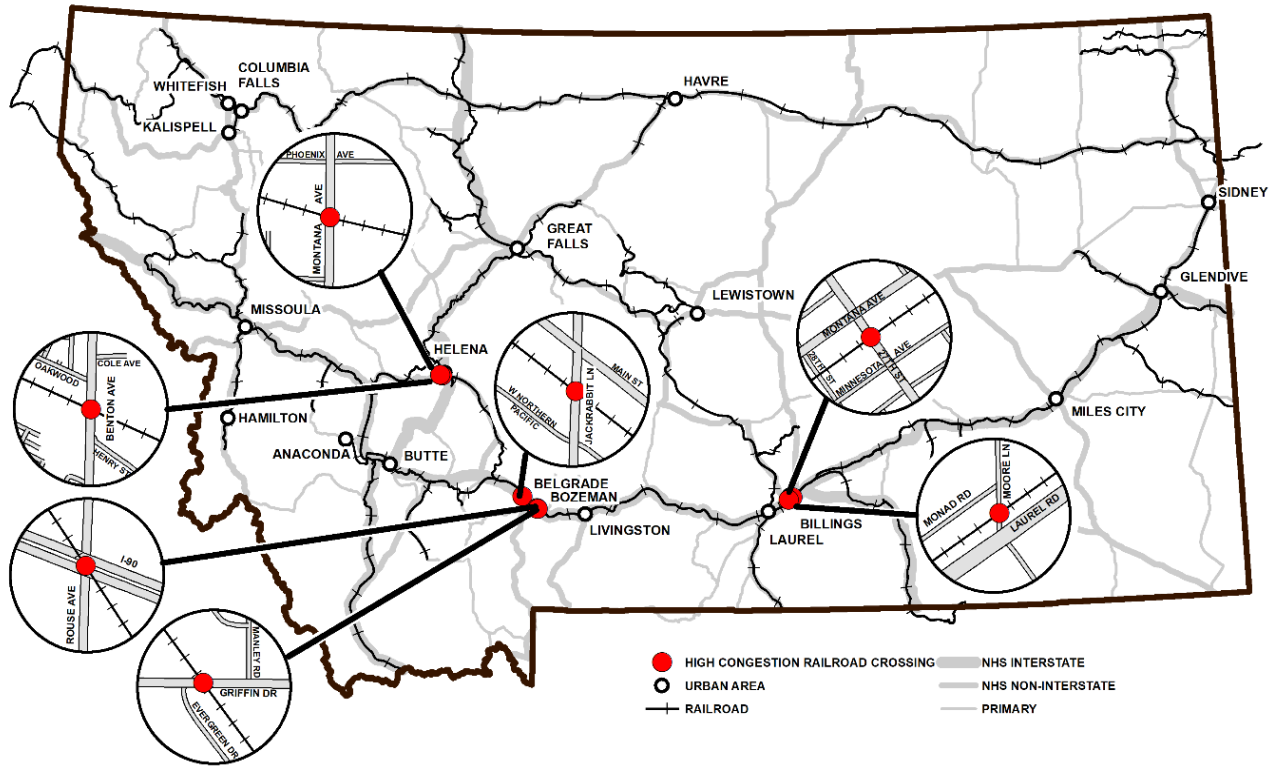 COLUMBIA
FALLS
WHITEFISH
KALISPELL
HAVRE
SIDNEY
GREAT
FALLS
GLENDIVE
LEWISTOWN
MISSOULA
HELENA
MILES CITY
HAMILTON
ANACONDA
BUTTE
BELGRADE
BOZEMAN
LIVINGSTON
BILLINGS
LAUREL
PHOENIX AVE
MONTANA AVE
OAKWOOD
COLE AVE
BENTON AVE
HENRY ST
MAIN ST
W NORTHERN
PACIFIC
JACKRABBIT LN
MONTANA AVE
28TH ST
27TH ST
MINNESOTA AVE
MOORE LN
MONAD RD
LAUREL RD
I-90
ROUSE AVE
MANLEY RD
GRIFFIN DR
EVERGREEN DR
HIGH CONGESTION RAILROAD CROSSING
URBAN AREA
RAILROAD
NHS INTERSTATE
NHS NON-INTERSTATE
PRIMARY